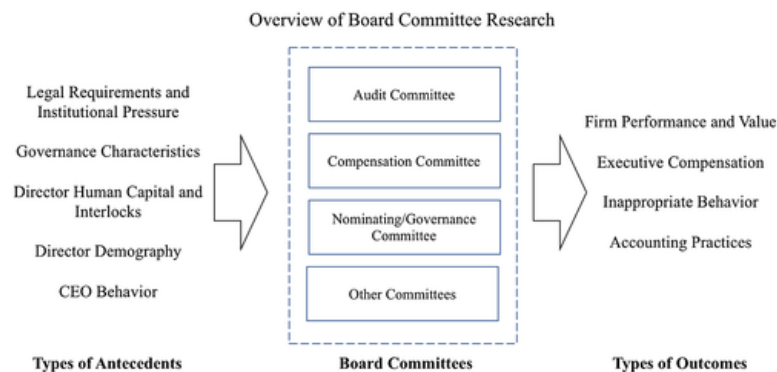 Overview of Board Committee Research
Legal Requirements and
Institutional Pressure
Governance Characteristics
Director Human Capital and
Interlocks
Director Demography
CEO Behavior
Types of Antecedents
Audit Committee
Compensation Committee
Nominating/Governance
Committee
Other Committees
Board Committees
Firm Performance and Value
Executive Compensation
Inappropriate Behavior
Accounting Practices
Types of Outcomes